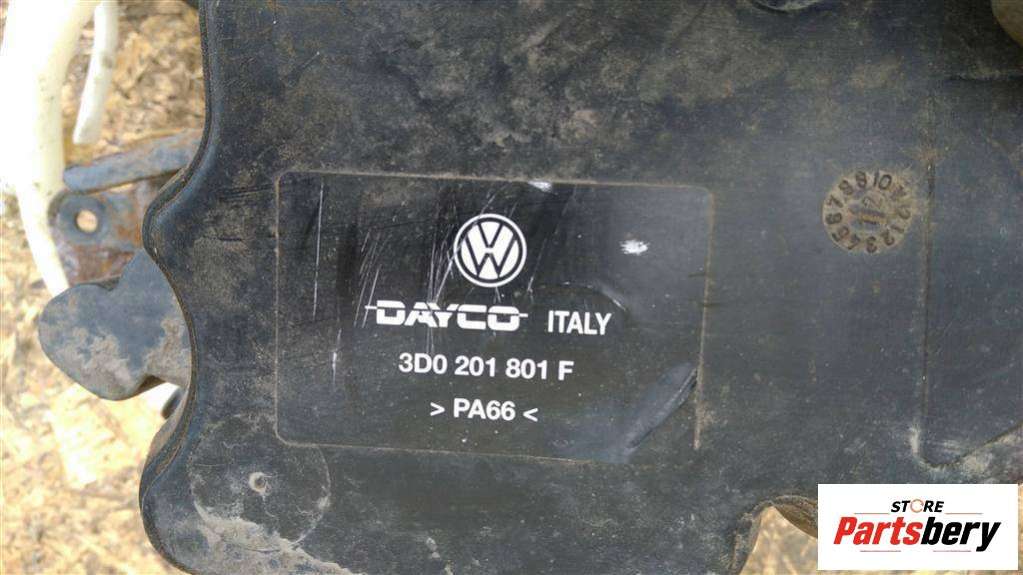 DAYCO ITALY
3D0 201 801 F
> PA66 <
STORE
Partsbery